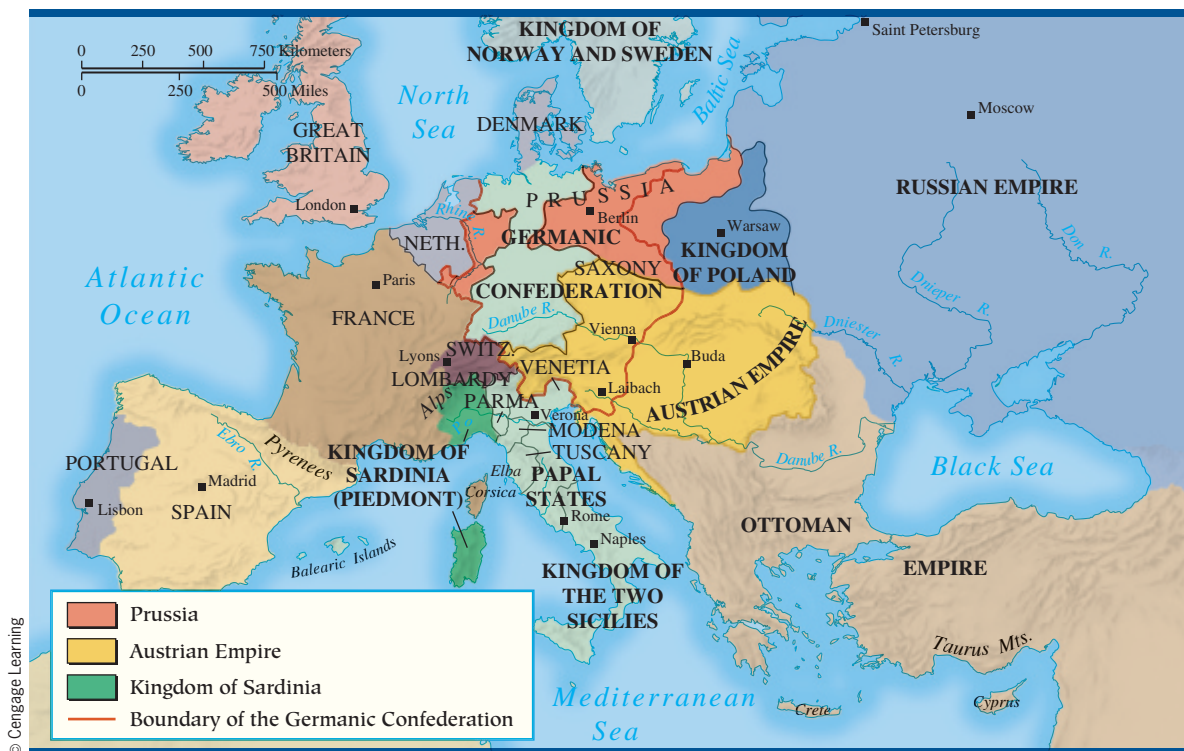 KINGDOM OF
NORWAY AND SWEDEN
Saint Petersburg
0 250 500 750 Kilometers
0 250 500 Miles
North
Sea
Baltic Sea
Moscow
DENMARK
GREAT
BRITAIN
RUSSIAN EMPIRE
London
PRUSSIA
Berlin
Rhine R.
NETH.
GERMANIC
CONFEDERATION
Warsaw
KINGDOM
OF POLAND
Don R.
Dnieper R.
SAXONY
Atlantic
Ocean
Paris
FRANCE
Danube R.
Vienna
Dniester R.
Lyons
SWITZ.
LOMBARDY
VENETIA
Buda
Laibach
AUSTRIAN EMPIRE
Alps
PARMA
Po
Verona
MODENA
TUSCANY
Ebro R.
Pyrenees
KINGDOM OF
SARDINIA
(PIEDMONT)
Elba
Corsica
PAPAL
STATES
Danube R.
Black Sea
PORTUGAL
Madrid
Lisbon
SPAIN
Rome
Naples
OTTOMAN
EMPIRE
Balearic Islands
KINGDOM OF
THE TWO
SICILIES
Taurus Mts.
Mediterranean
Sea
Crete
Cyprus
Prussia
Austrian Empire
Kingdom of Sardinia
Boundary of the Germanic Confederation
© Cengage Learning